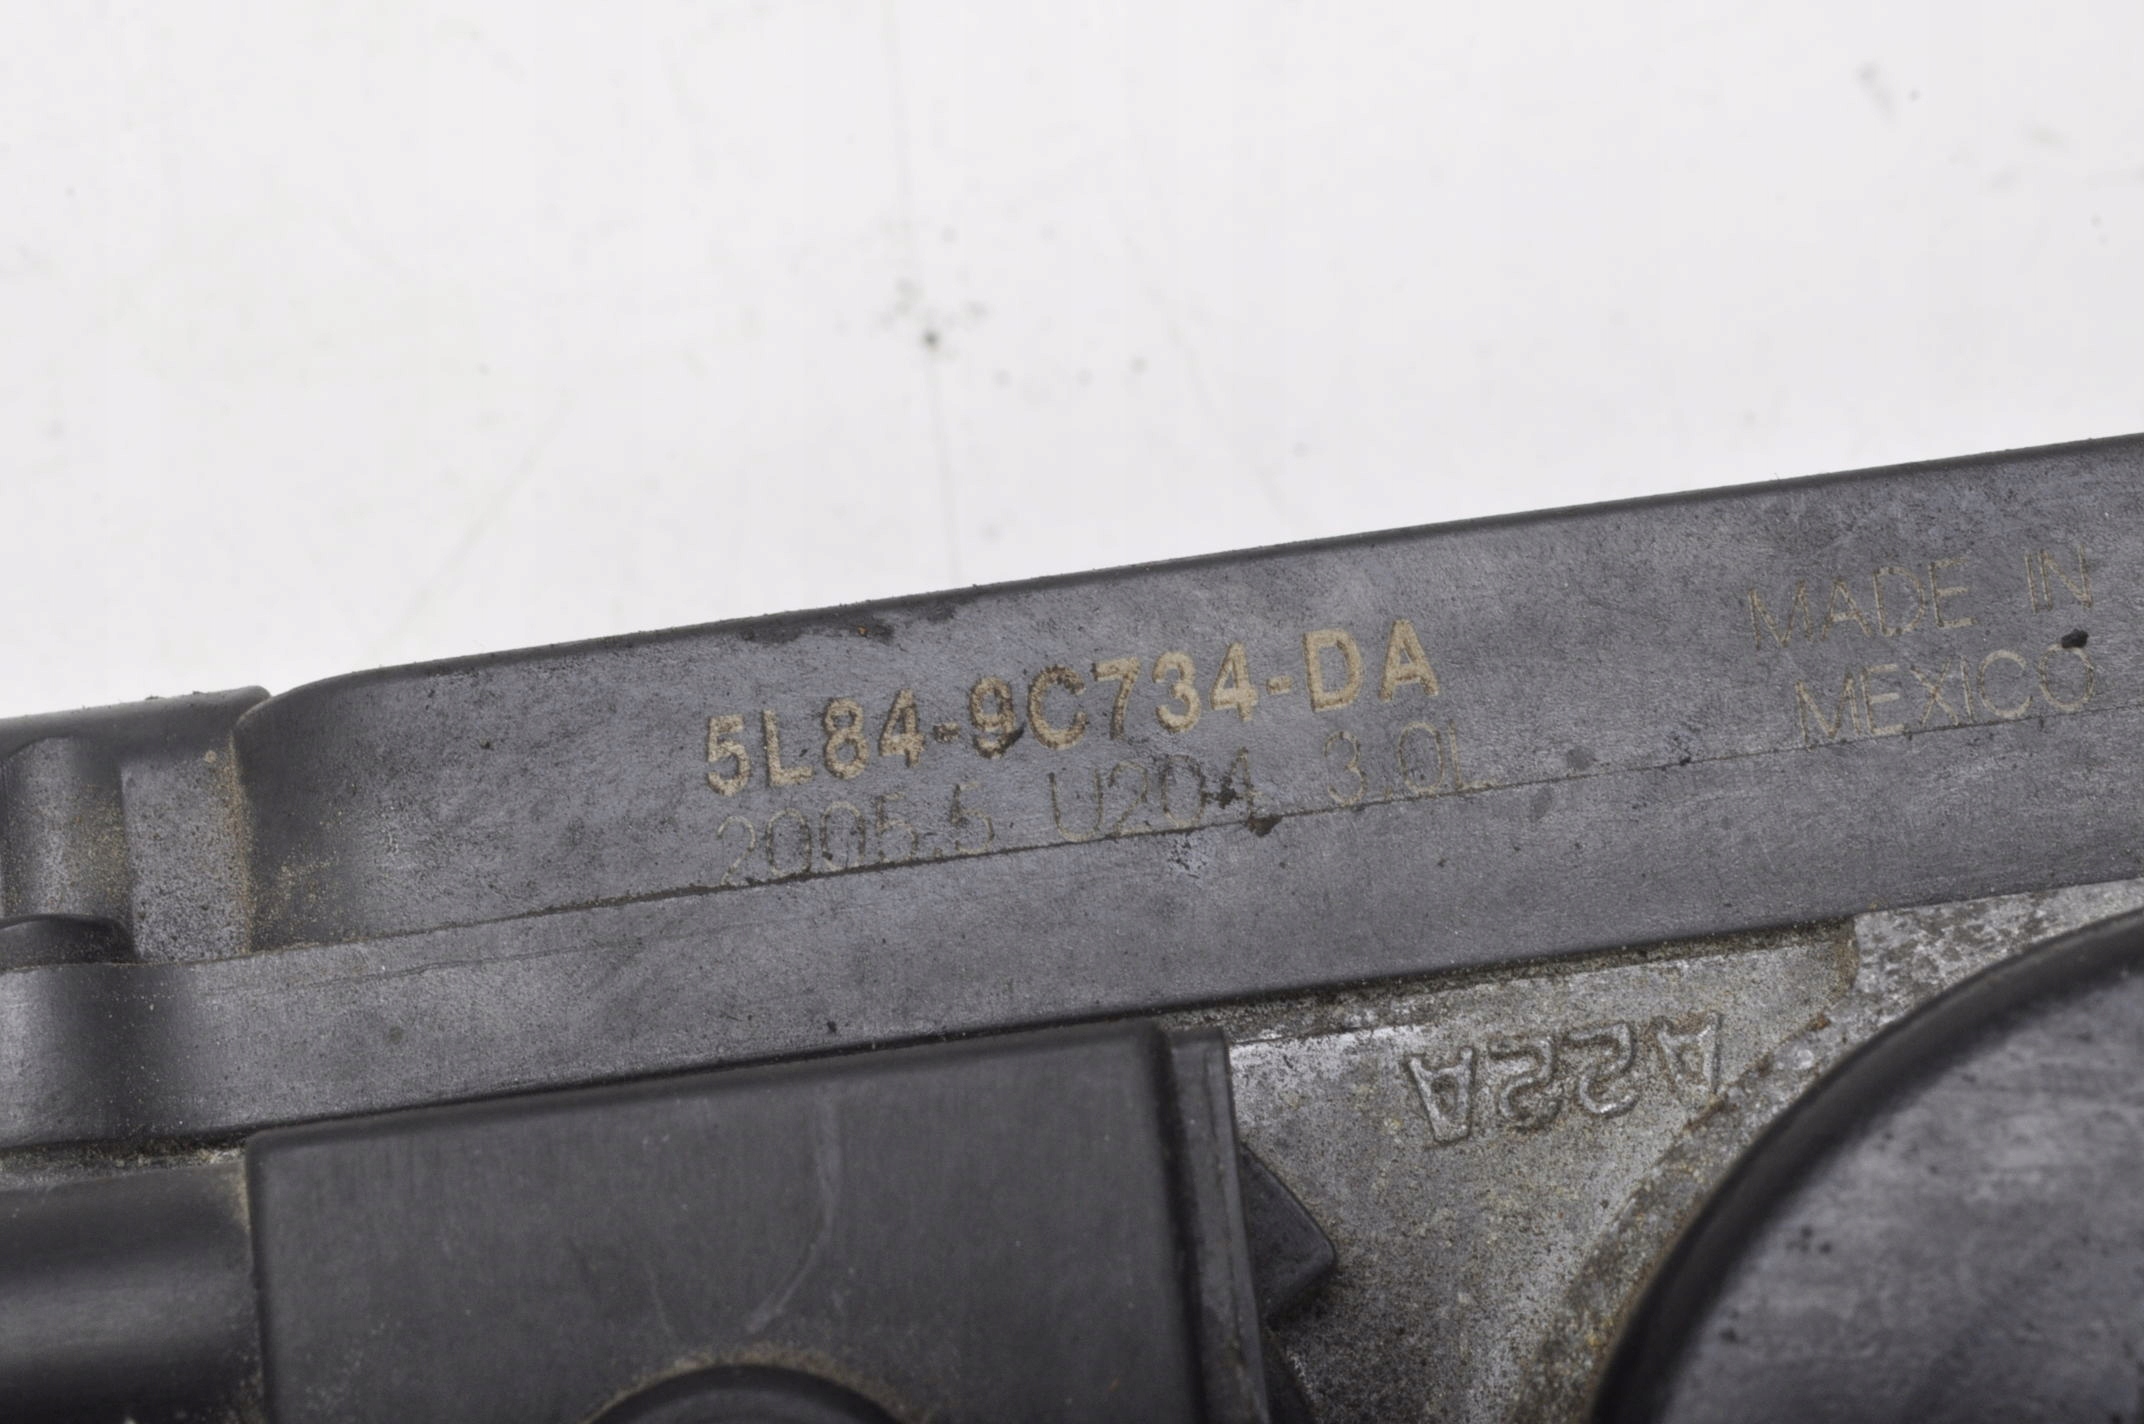 5L84-9C734-DA
2005.5 U204 3.0L
MADE IN
MEXICO
A22A